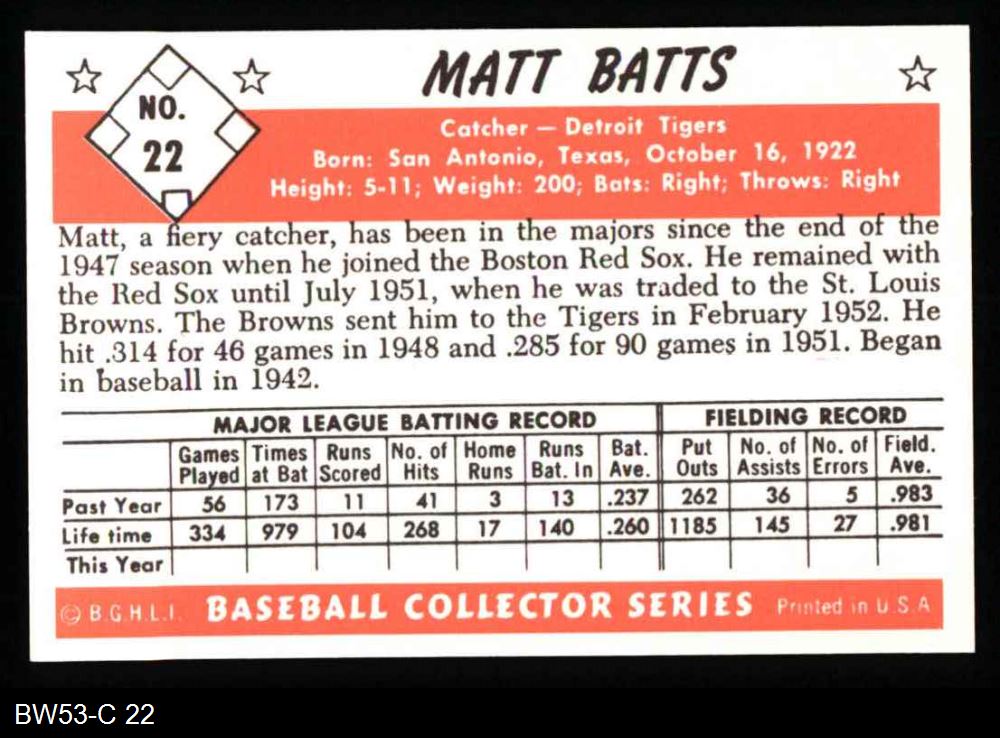 MATT BATTS
NO.
22
Catcher — Detroit Tigers
Born: San Antonio, Texas, October 16, 1922
Height: 5-11; Weight: 200; Bats: Right; Throws: Right
Matt, a fiery catcher, has been in the majors since the end of the
1947 season when he joined the Boston Red Sox. He remained with
the Red Sox until July 1951, when he was traded to the St. Louis
Browns. The Browns sent him to the Tigers in February 1952. He
hit .314 for 46 games in 1948 and .285 for 90 games in 1951. Began
in baseball in 1942.
MAJOR LEAGUE BATTING RECORD FIELDING RECORD
Games Times Runs No. of Home Runs Bat. Put No. of No. of Field.
Played at Bat Scored Hits Runs Bat. In Ave. Outs Assists Errors Ave.
Past Year 56 173 11 41 3 13 .237 262 36 5 .983
Life time 334 979 104 268 17 140 .260 1185 145 27 .981
This Year
© B.G.H.L.I. BASEBALL COLLECTOR SERIES Printed in U.S.A
BW53-C 22